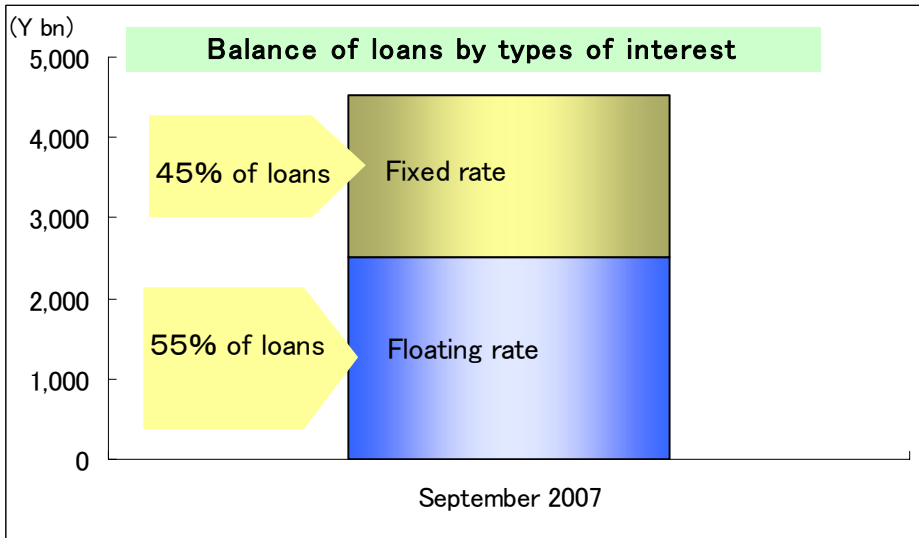 (Y bn)
Balance of loans by types of interest
5,000
4,000
45% of loans
Fixed rate
3,000
2,000
55% of loans
Floating rate
1,000
0
September 2007